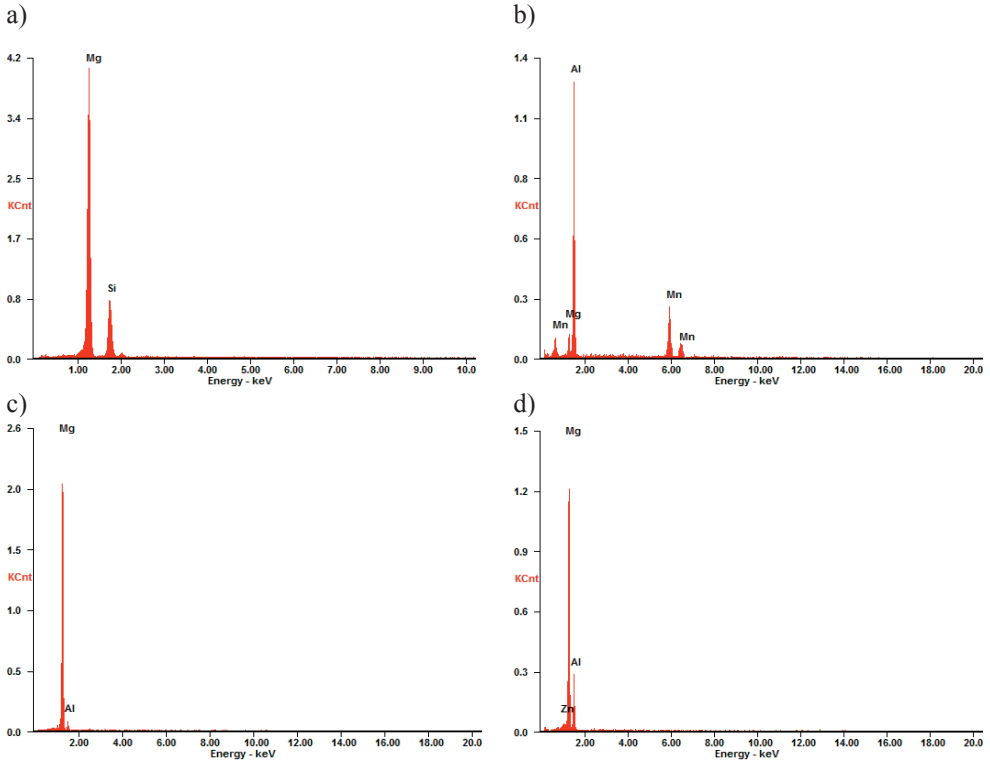 a)
4.2
Mg
3.4
2.5
KCnt
1.7
0.8
Si
0.0
1.00 2.00 3.00 4.00 5.00 6.00 7.00 8.00 9.00 10.0
Energy - keV
b)
1.4
Al
1.1
0.8
KCnt
0.6
0.3
Mn
Mg
Mn
Mn
0.0
2.00 4.00 6.00 8.00 10.00 12.00 14.00 16.00 18.00 20.0
Energy - keV
c)
2.6
Mg
2.0
1.5
KCnt
1.0
0.5
Al
0.0
2.00 4.00 6.00 8.00 10.00 12.00 14.00 16.00 18.00 20.0
Energy - keV
d)
1.5
Mg
1.2
0.9
KCnt
0.6
Al
0.3
Zn
0.0
2.00 4.00 6.00 8.00 10.00 12.00 14.00 16.00 18.00 20.0
Energy - keV